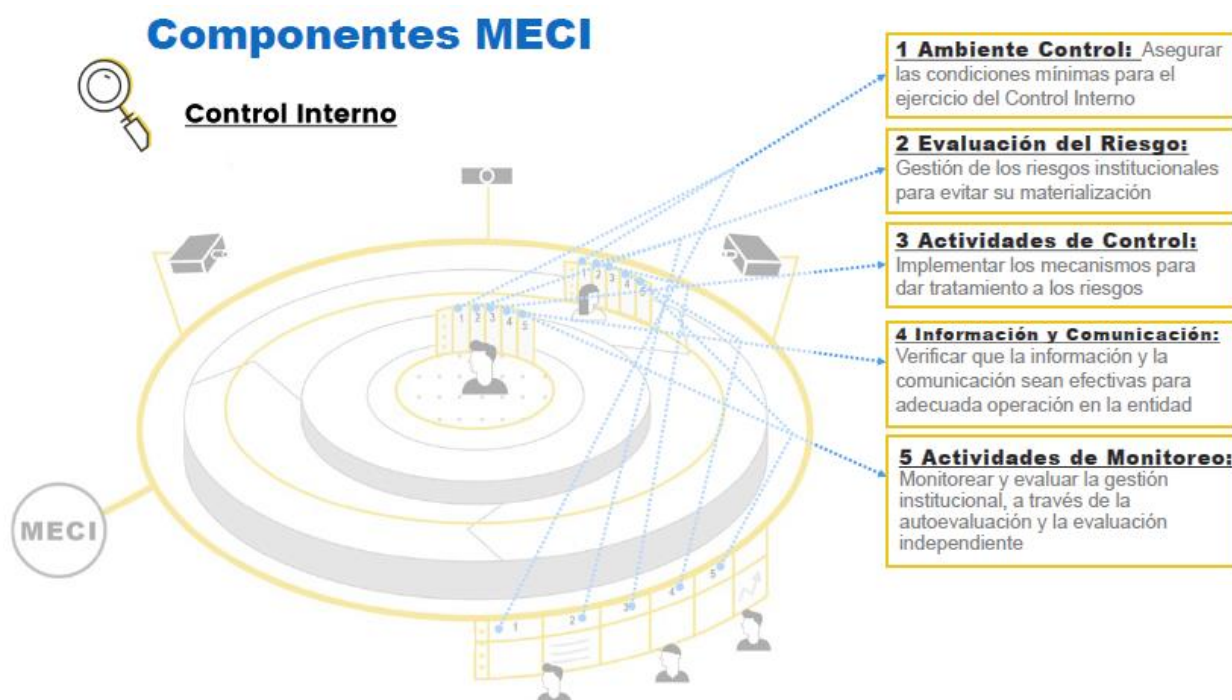 Componentes MECI
Control Interno
1 Ambiente Control: Asegurar
las condiciones mínimas para el
ejercicio del Control Interno
2 Evaluación del Riesgo:
Gestión de los riesgos institucionales
para evitar su materialización
3 Actividades de Control:
Implementar los mecanismos para
dar tratamiento a los riesgos
4 Información y Comunicación:
Verificar que la información y la
comunicación sean efectivas para
adecuada operación en la entidad
5 Actividades de Monitoreo:
Monitorear y evaluar la gestión
institucional, a través de la
autoevaluación y la evaluación
independiente
1 2 3 4 5
1 2 3 4 5
MECI
1 2 3 4 5